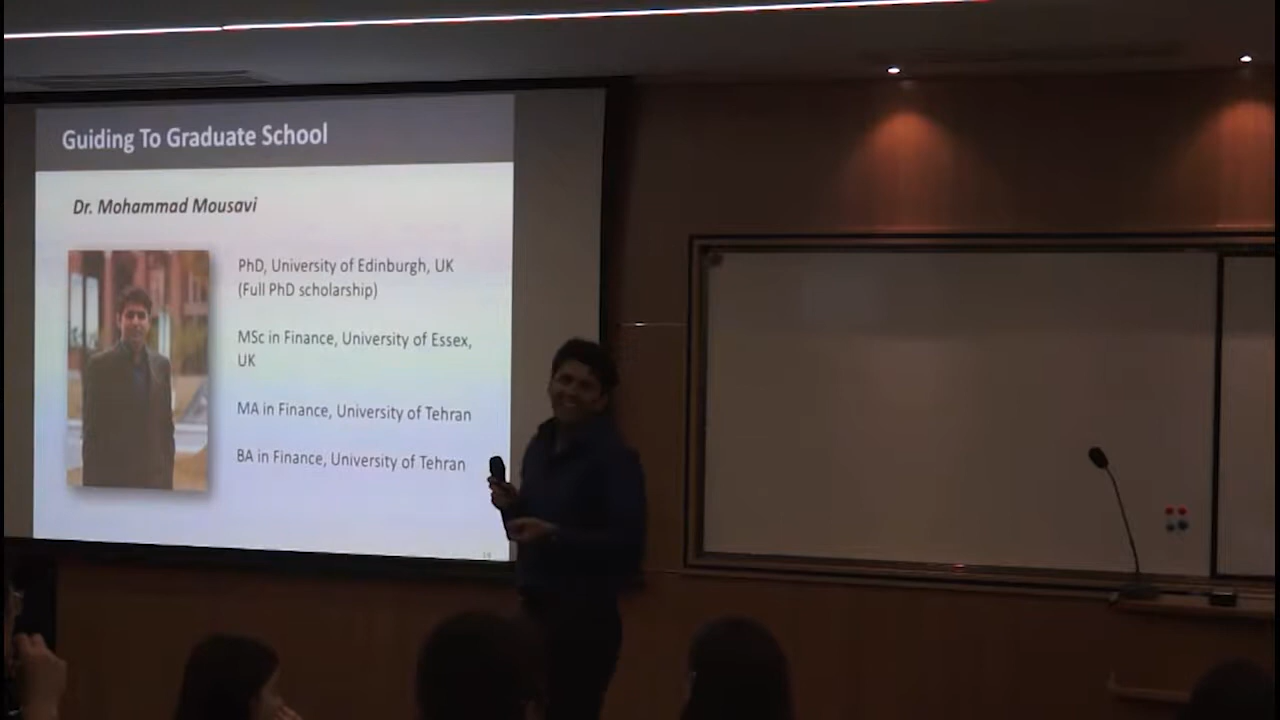 Guiding To Graduate School
Dr. Mohammad Mousavi
PhD, University of Edinburgh, UK
(Full PhD scholarship)
MSc in Finance, University of Essex,
UK
MA in Finance, University of Tehran
BA in Finance, University of Tehran